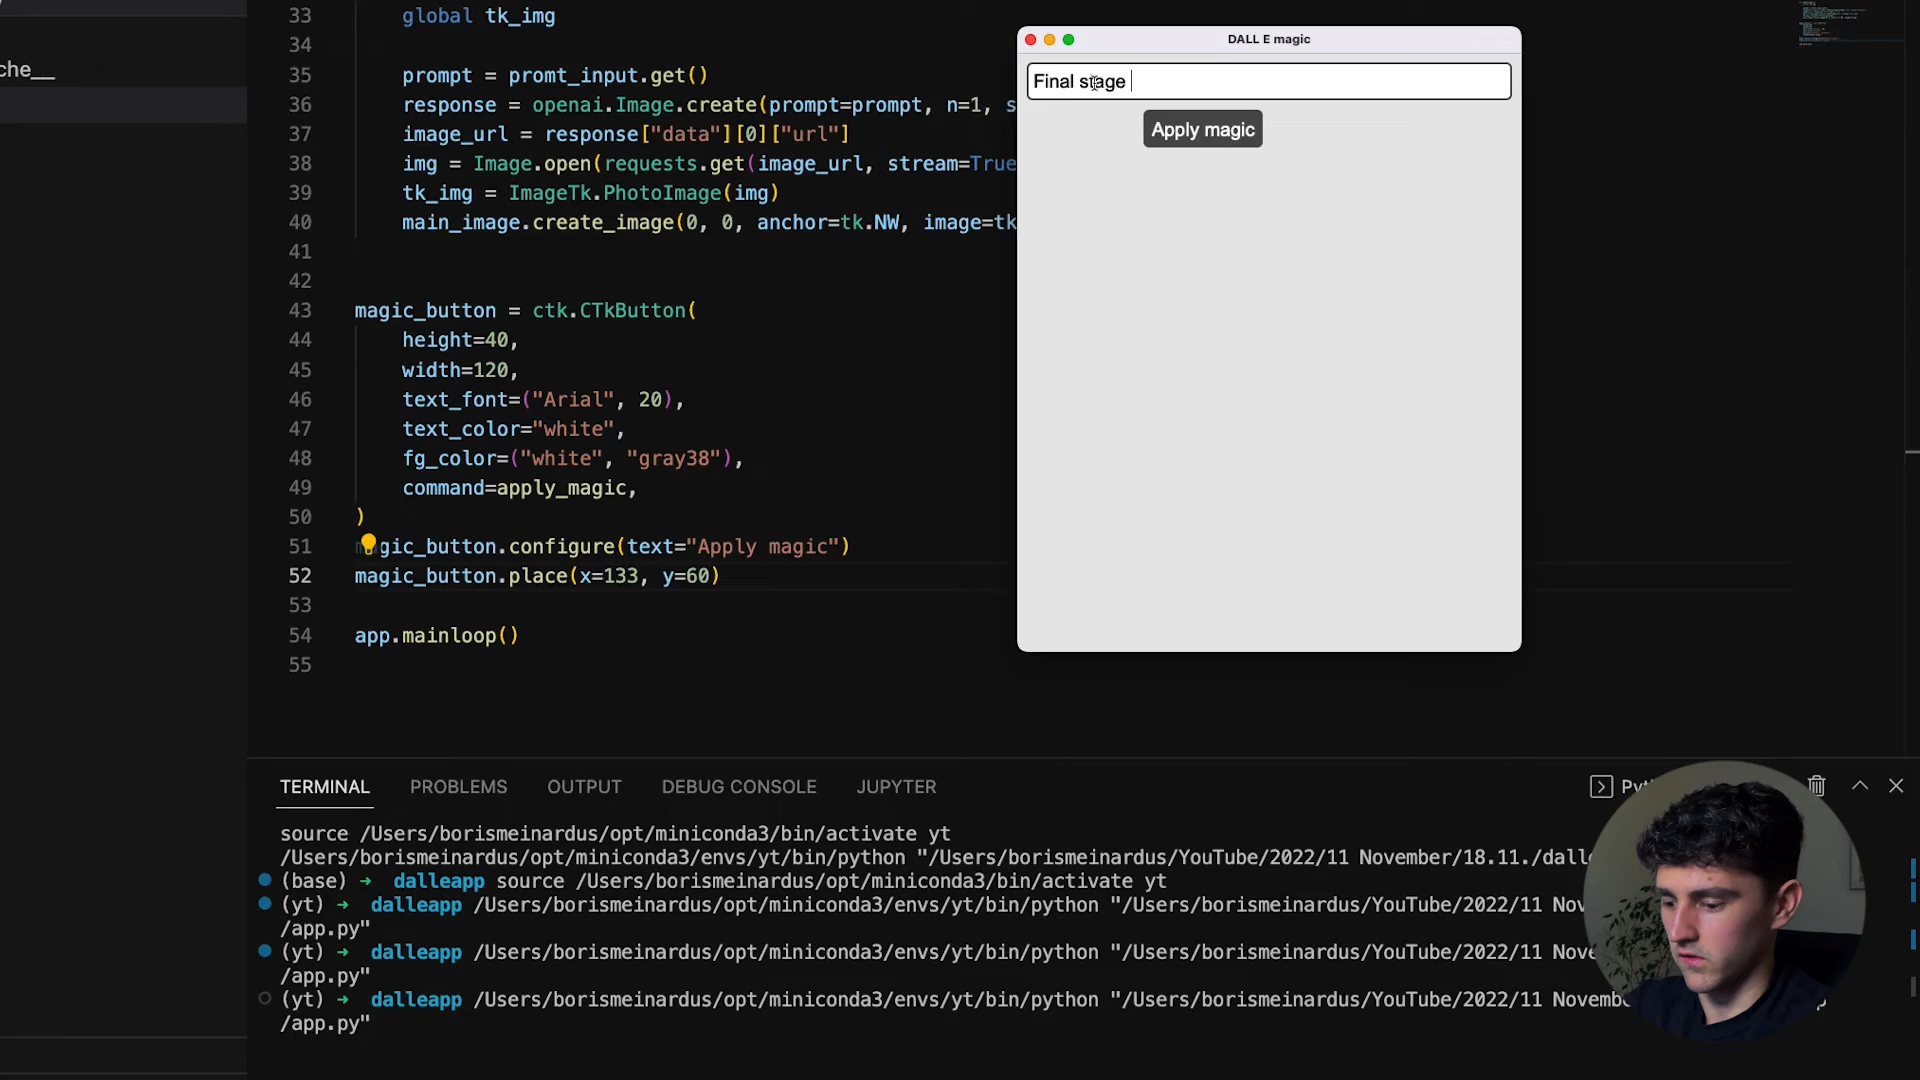 che__
33 global tk_img
34
35 prompt = promt_input.get()
36 response = openai.Image.create(prompt=prompt, n=1, s
37 image_url = response["data"][0]["url"]
38 img = Image.open(requests.get(image_url, stream=True
39 tk_img = ImageTk.PhotoImage(img)
40 main_image.create_image(0, 0, anchor=tk.NW, image=tk
41
42
43 magic_button = ctk.CTkButton(
44 height=40,
45 width=120,
46 text_font=("Arial", 20),
47 text_color="white",
48 fg_color=("white", "gray38"),
49 command=apply_magic,
50 )
51 magic_button.configure(text="Apply magic")
52 magic_button.place(x=133, y=60)
53
54 app.mainloop()
55
DALL E magic
Final stage
Apply magic
TERMINAL PROBLEMS OUTPUT DEBUG CONSOLE JUPYTER
source /Users/borismeinardus/opt/miniconda3/bin/activate yt
/Users/borismeinardus/opt/miniconda3/envs/yt/bin/python "/Users/borismeinardus/YouTube/2022/11 November/18.11./dalle
(base) → dalleapp source /Users/borismeinardus/opt/miniconda3/bin/activate yt
(yt) → dalleapp /Users/borismeinardus/opt/miniconda3/envs/yt/bin/python "/Users/borismeinardus/YouTube/2022/11 Nov
/app.py"
(yt) → dalleapp /Users/borismeinardus/opt/miniconda3/envs/yt/bin/python "/Users/borismeinardus/YouTube/2022/11 Nove
/app.py"
(yt) → dalleapp /Users/borismeinardus/opt/miniconda3/envs/yt/bin/python "/Users/borismeinardus/YouTube/2022/11 Novemb
/app.py"